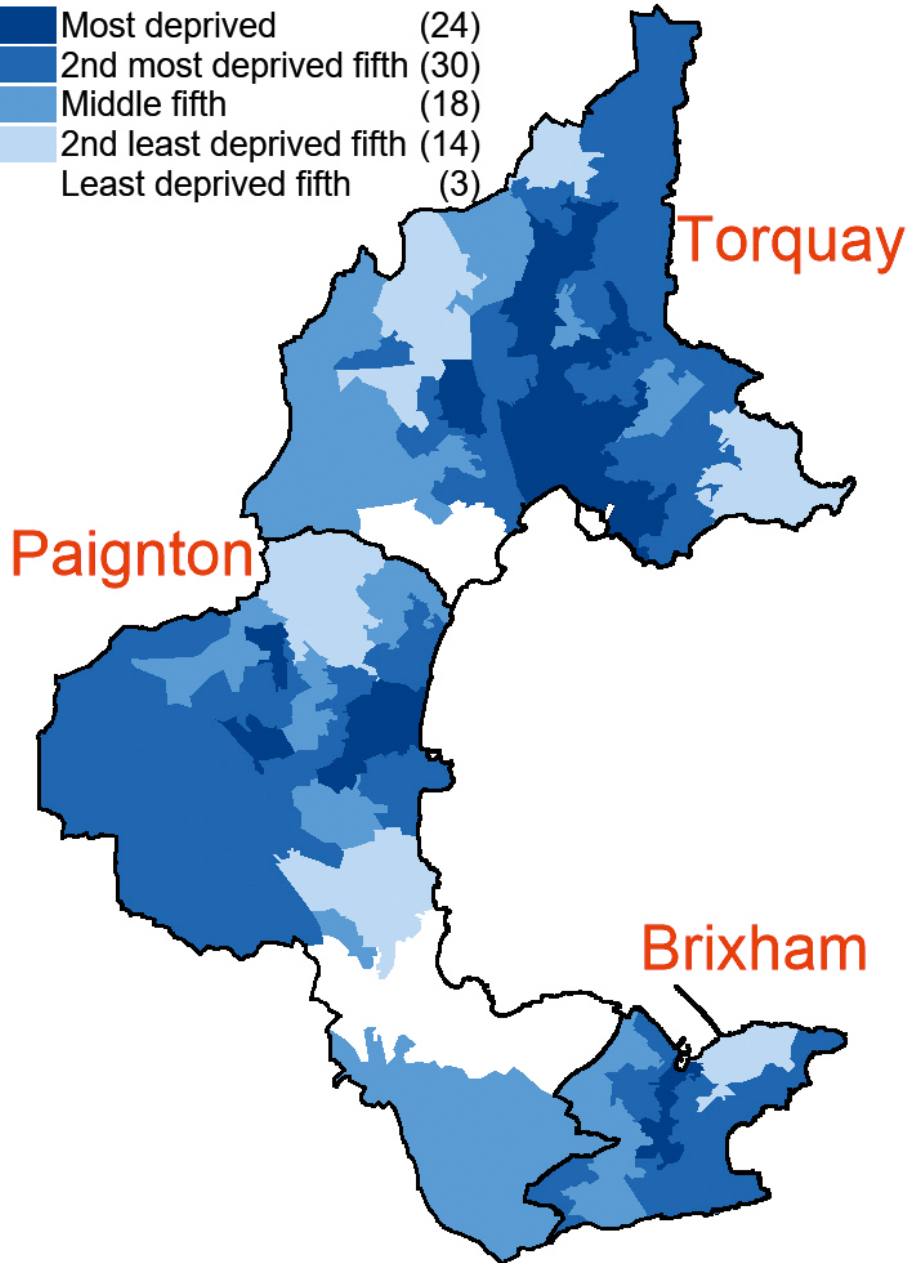 Most deprived (24)
2nd most deprived fifth (30)
Middle fifth (18)
2nd least deprived fifth (14)
Least deprived fifth (3)
Torquay
Paignton
Brixham